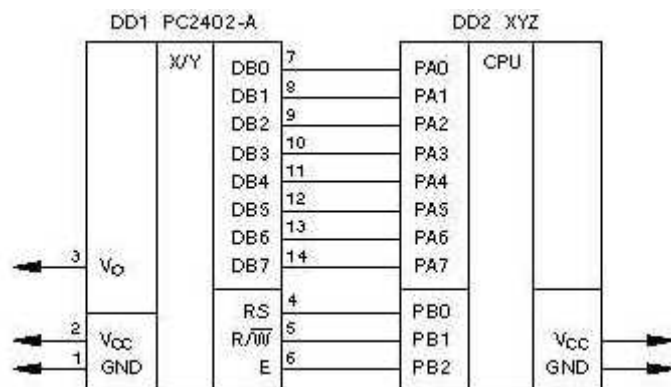 DD1 PC2402-A DD2 XYZ
X/Y DB0 7 PA0 CPU
DB1 8 PA1
DB2 9 PA2
DB3 10 PA3
DB4 11 PA4
DB5 12 PA5
DB6 13 PA6
3 VO DB7 14 PA7
RS 4 PB0
2 VCC R/W̅ 5 PB1 VCC
1 GND E 6 PB2 GND